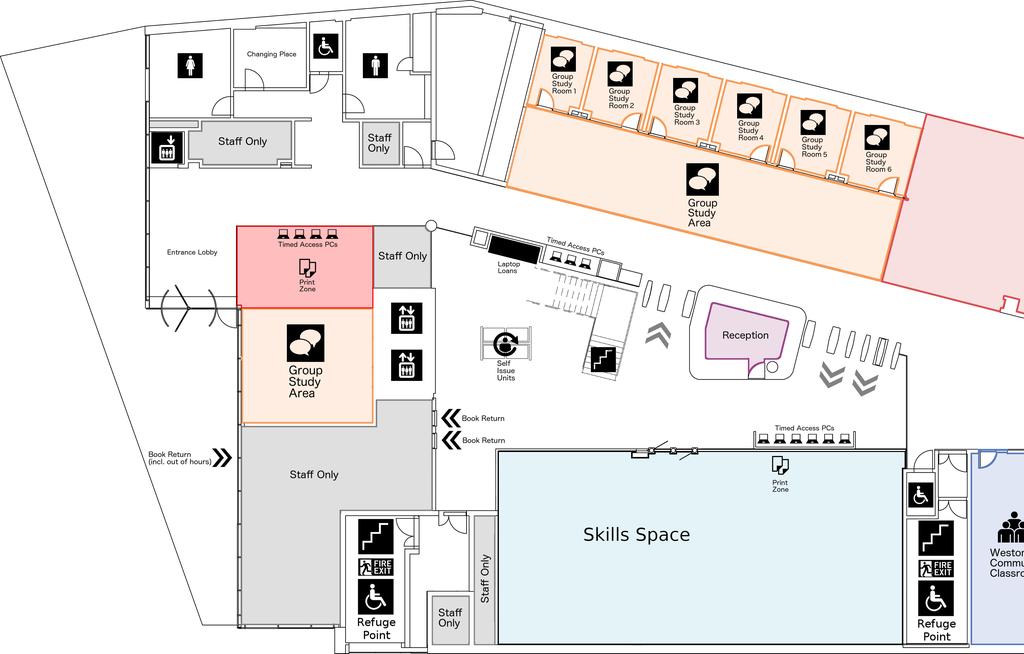 Changing Place
Staff Only
Staff Only
Group
Study
Room 1
Group
Study
Room 2
Group
Study
Room 3
Group
Study
Room 4
Group
Study
Room 5
Group
Study
Room 6
Group
Study
Area
Entrance Lobby
Timed Access PCs
Print
Zone
Staff Only
Laptop
Loans
Timed Access PCs
Group
Study
Area
Self
Issue
Units
Reception
Book Return
Book Return
Book Return
(incl. out of hours)
Staff Only
Timed Access PCs
Print
Zone
Skills Space
FIRE
EXIT
Refuge
Point
Staff
Only
Staff Only
FIRE
EXIT
Refuge
Point